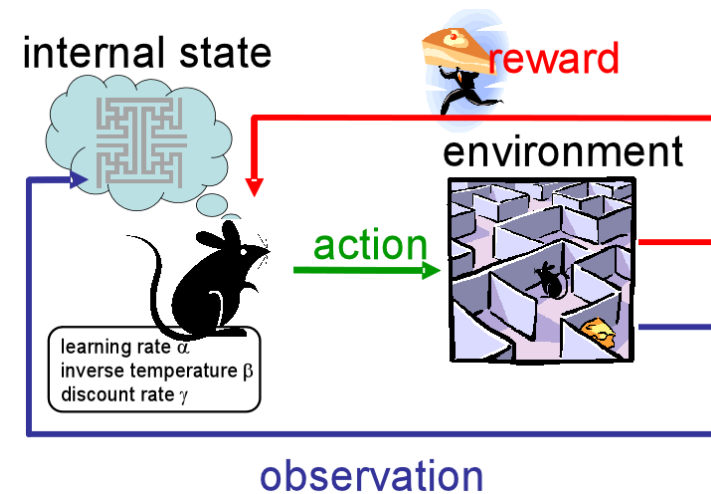 internal state
reward
environment
action
learning rate α
inverse temperature β
discount rate γ
observation